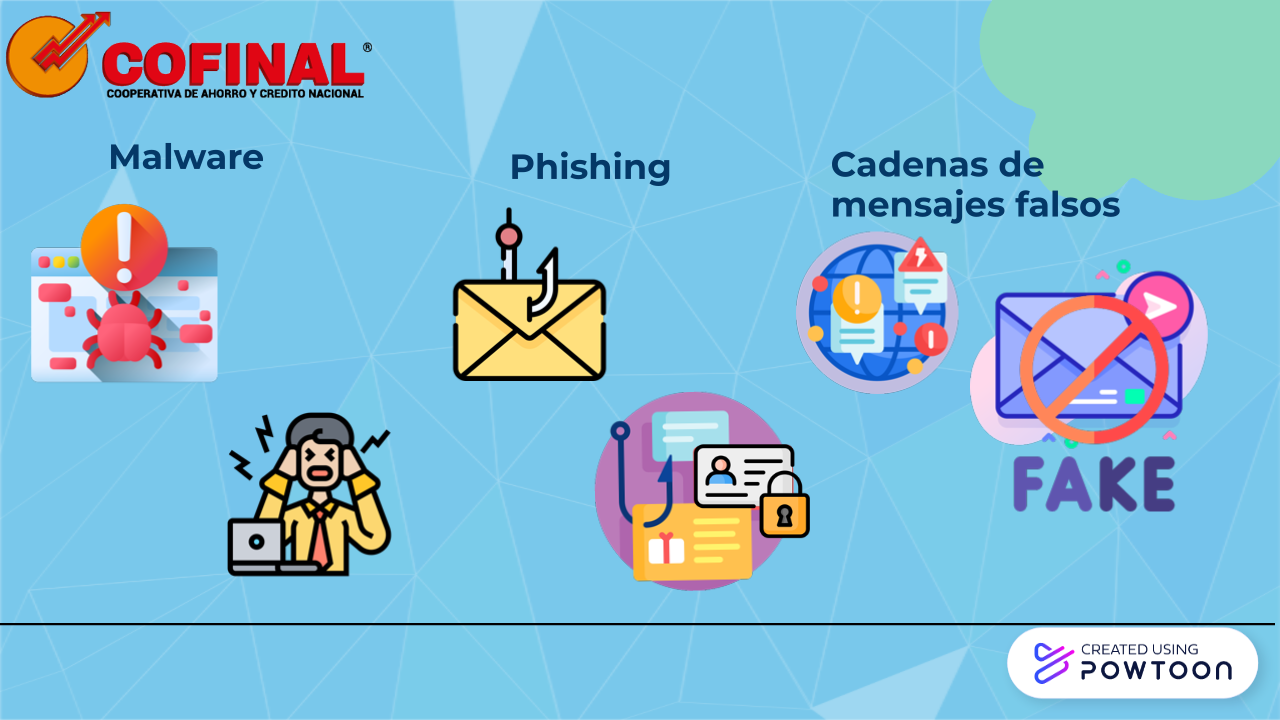 COFINAL®
COOPERATIVA DE AHORRO Y CREDITO NACIONAL
Malware
Phishing
Cadenas de
mensajes falsos
FAKE
CREATED USING
POWTOON